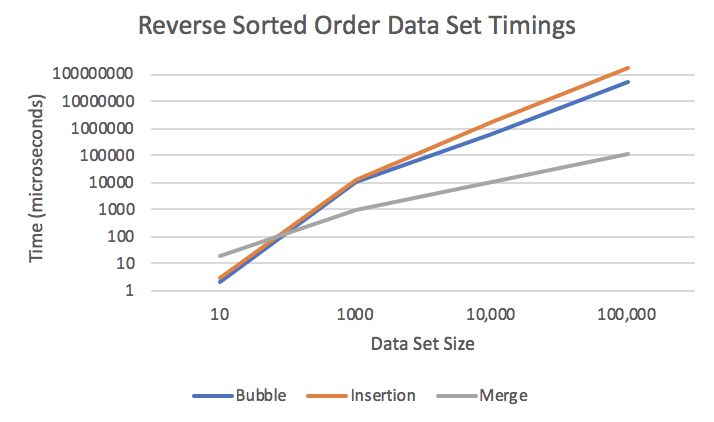 Reverse Sorted Order Data Set Timings
Time (microseconds)
100000000
10000000
1000000
100000
10000
1000
100
10
1
10 1000 10,000 100,000
Data Set Size
Bubble Insertion Merge